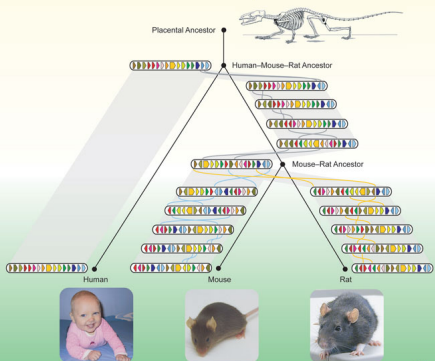 Placental Ancestor
Human–Mouse–Rat Ancestor
Mouse–Rat Ancestor
Human
Mouse
Rat